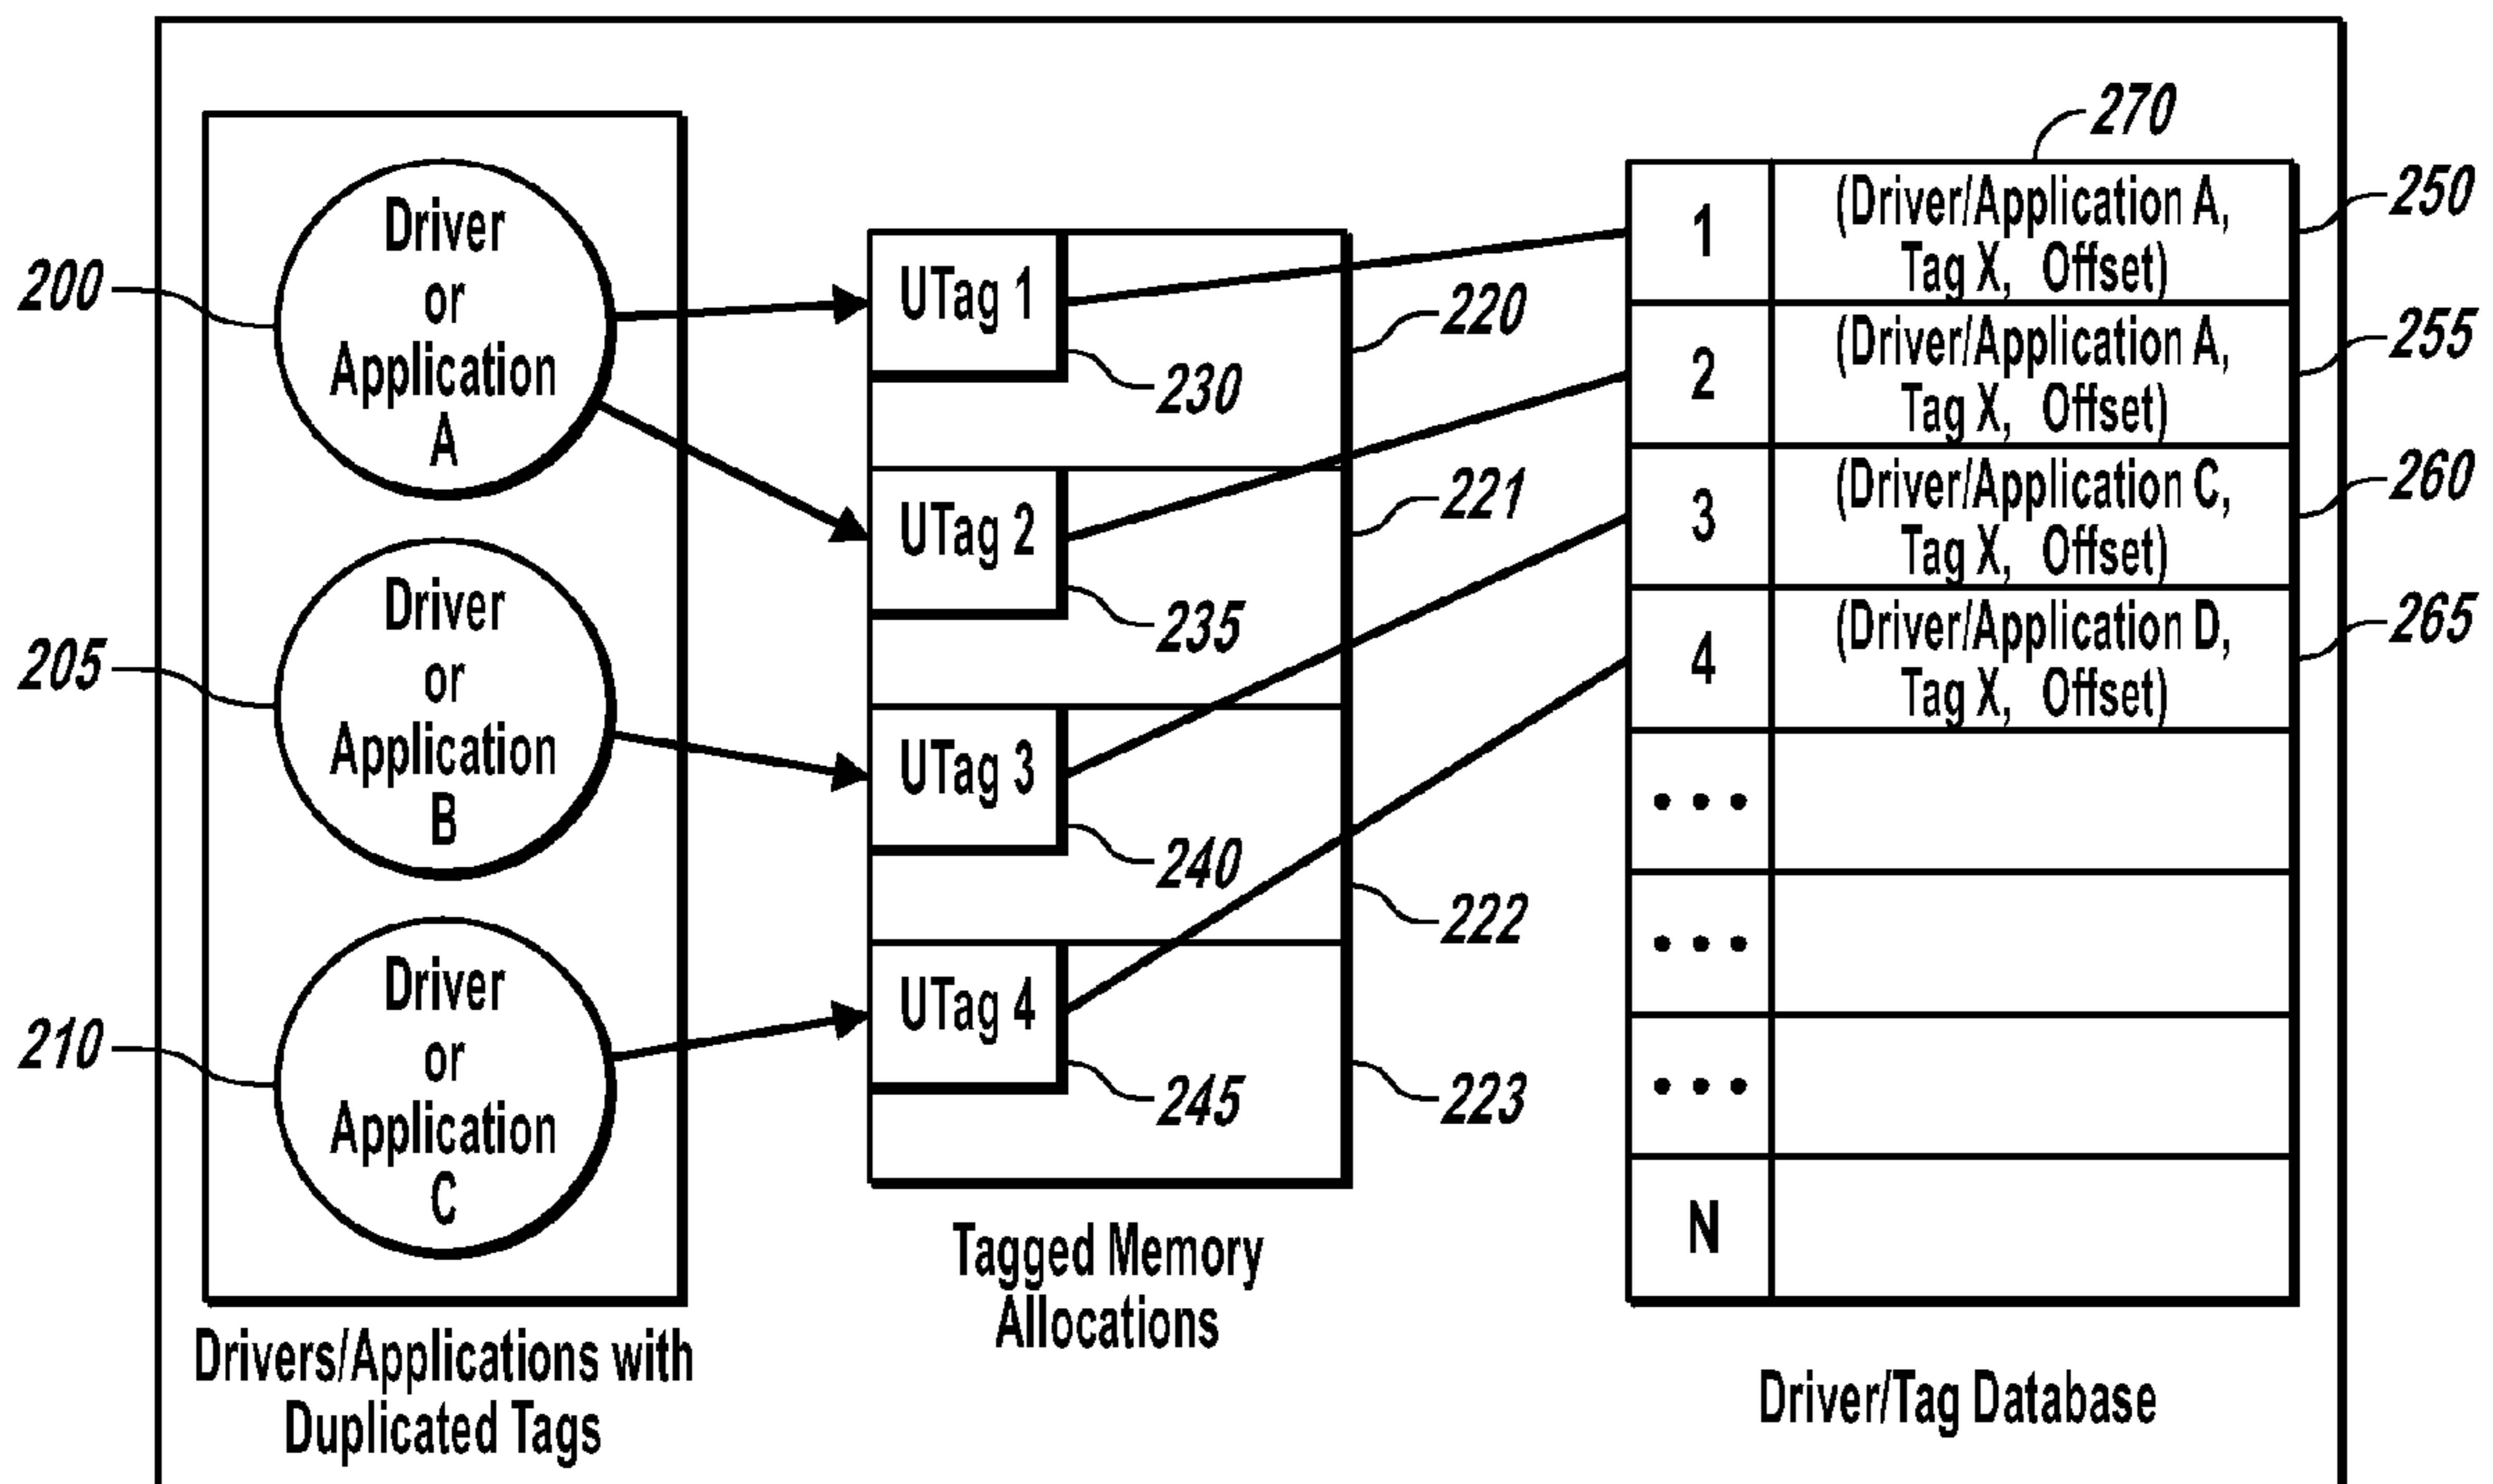 Driver
or
Application
A
200
Driver
or
Application
B
205
Driver
or
Application
C
210
Drivers/Applications with
Duplicated Tags
UTag 1
230
220
UTag 2
235
221
UTag 3
240
222
UTag 4
245
223
Tagged Memory
Allocations
270
1
(Driver/Application A,
Tag X, Offset)
250
2
(Driver/Application A,
Tag X, Offset)
255
3
(Driver/Application C,
Tag X, Offset)
260
4
(Driver/Application D,
Tag X, Offset)
265
• • •
• • •
• • •
N
Driver/Tag Database